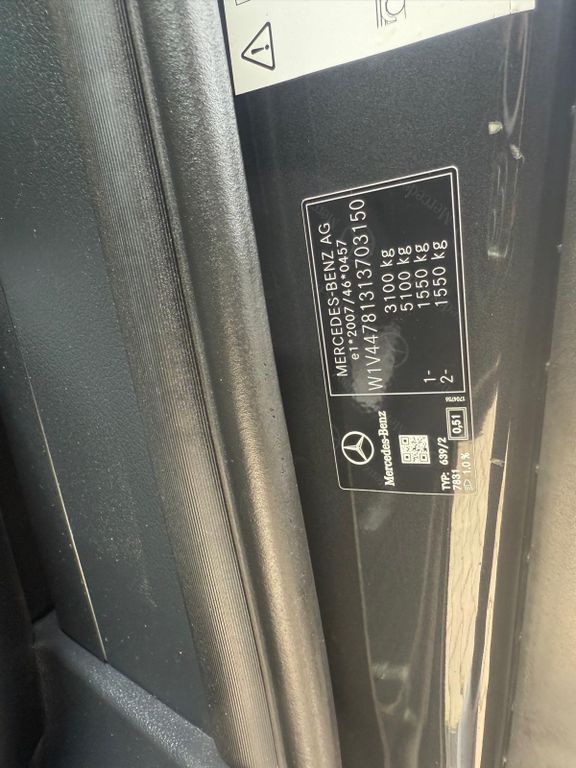 MERCEDES-BENZ AG
e1*2007/46*0457
W1V44781313703150
3100 kg
5100 kg
1- 1550 kg
2- 1550 kg
1704755
Mercedes-Benz
TYP: 639/2
7831 0,51
1,0 %